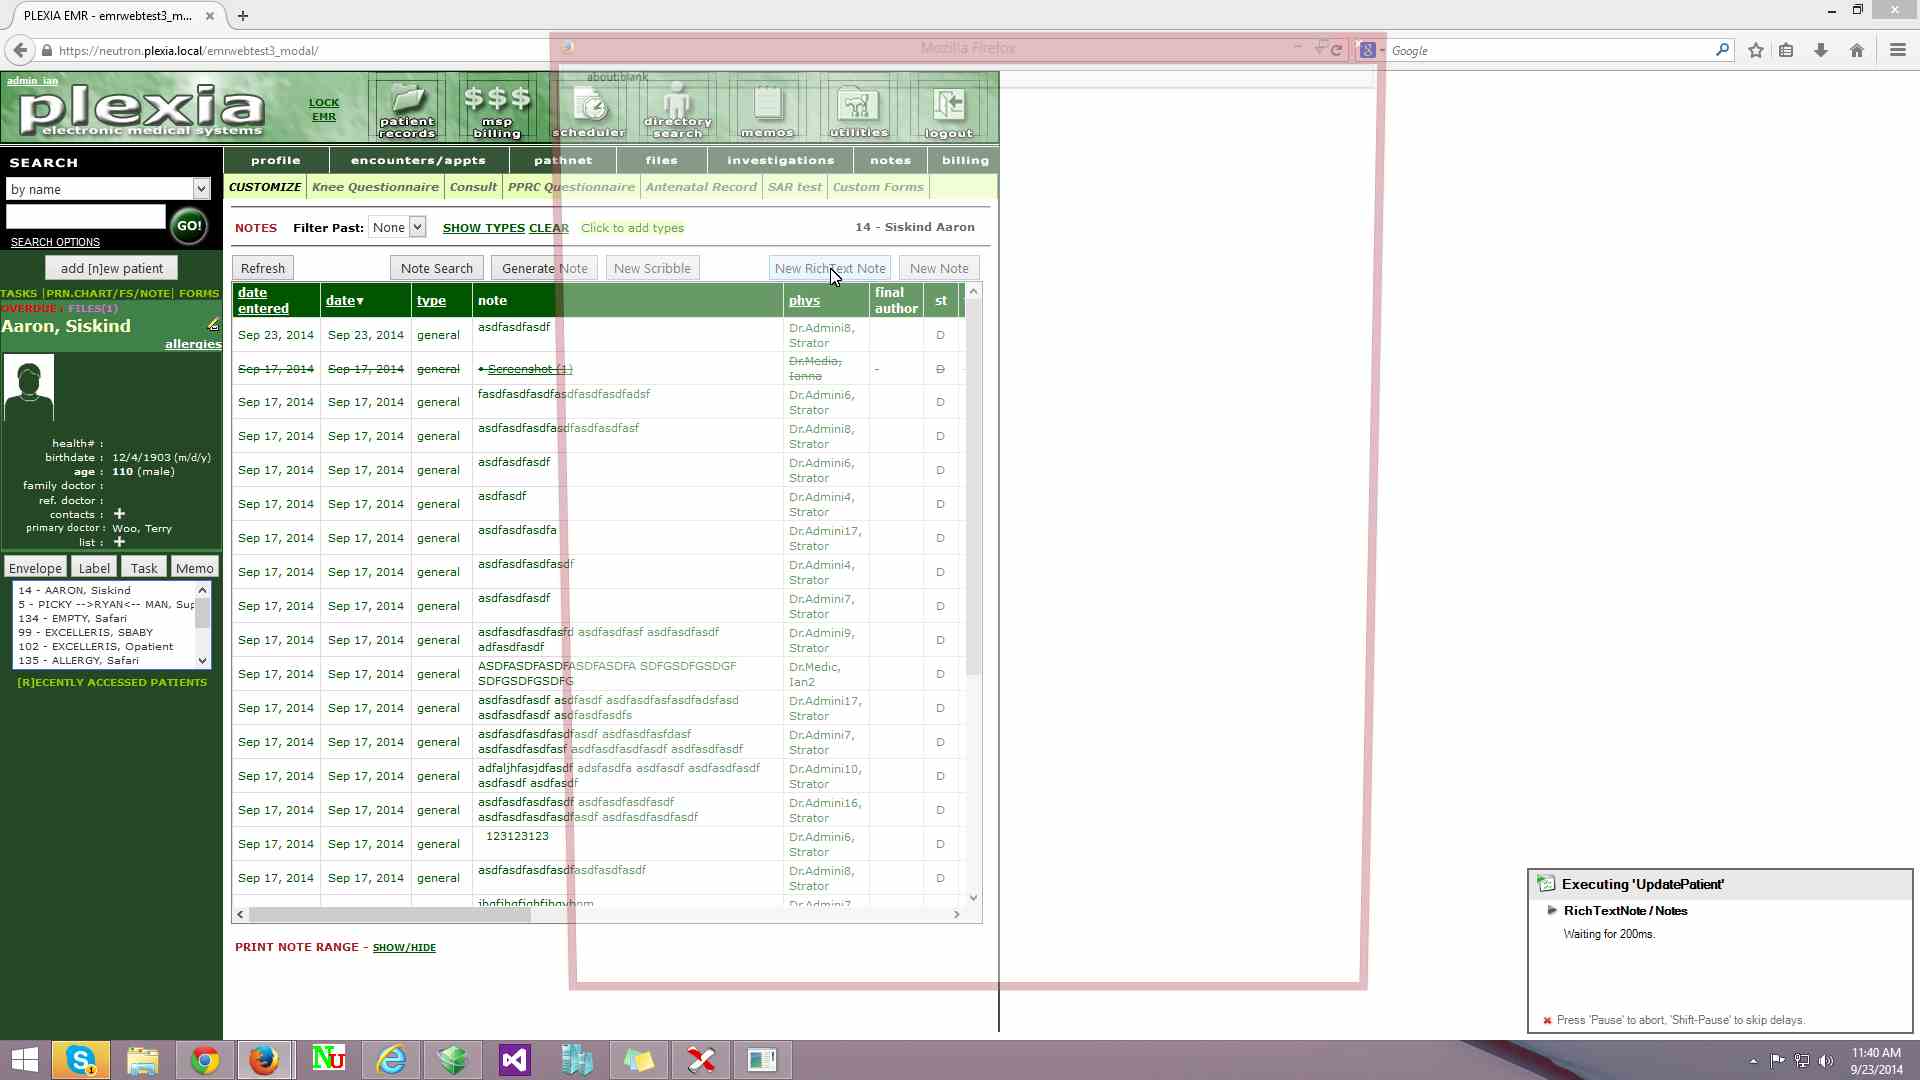 PLEXIA EMR - emrwebtest3_m...
https://neutron.plexia.local/emrwebtest3_modal/
Mozilla Firefox
about:blank
Google
admin ian
plexia
electronic medical systems
LOCK EMR
patient records
$$$ msp billing
scheduler
directory search
memos
utilities
logout
SEARCH
by name
GO!
SEARCH OPTIONS
add [n]ew patient
TASKS |PRN.CHART/FS/NOTE| FORMS
OVERDUE: FILES(1)
Aaron, Siskind
allergies
health# :
birthdate : 12/4/1903 (m/d/y)
age : 110 (male)
family doctor :
ref. doctor :
contacts :
primary doctor : Woo, Terry
list :
Envelope Label Task Memo
14 - AARON, Siskind
5 - PICKY -->RYAN<-- MAN, Sup
134 - EMPTY, Safari
99 - EXCELLERIS, SBABY
102 - EXCELLERIS, Opatient
135 - ALLERGY, Safari
[R]ECENTLY ACCESSED PATIENTS
profile encounters/appts pathnet files investigations notes billing
CUSTOMIZE Knee Questionnaire Consult PPRC Questionnaire Antenatal Record SAR test Custom Forms
NOTES Filter Past: None SHOW TYPES CLEAR Click to add types 14 - Siskind Aaron
Refresh Note Search Generate Note New Scribble New RichText Note New Note
date entered date▼ type note phys final author st
Sep 23, 2014 Sep 23, 2014 general asdfasdfasdf Dr.Admini8, Strator D
Sep 17, 2014 Sep 17, 2014 general • Screenshot (1) Dr.Media, Ianna - D
Sep 17, 2014 Sep 17, 2014 general fasdfasdfasdfasdfasdfasdfadsf Dr.Admini6, Strator D
Sep 17, 2014 Sep 17, 2014 general asdfasdfasdfasdfasdfasdfasf Dr.Admini8, Strator D
Sep 17, 2014 Sep 17, 2014 general asdfasdfasdf Dr.Admini6, Strator D
Sep 17, 2014 Sep 17, 2014 general asdfasdf Dr.Admini4, Strator D
Sep 17, 2014 Sep 17, 2014 general asdfasdfasdfa Dr.Admini17, Strator D
Sep 17, 2014 Sep 17, 2014 general asdfasdfasdfasdf Dr.Admini4, Strator D
Sep 17, 2014 Sep 17, 2014 general asdfasdfasdf Dr.Admini7, Strator D
Sep 17, 2014 Sep 17, 2014 general asdfasdfasdfasfd asdfasdfasf asdfasdfasdf adfasdfasdf Dr.Admini9, Strator D
Sep 17, 2014 Sep 17, 2014 general ASDFASDFASDFASDFASDFA SDFGSDFGSDGF SDFGSDFGSDFG Dr.Medic, Ian2 D
Sep 17, 2014 Sep 17, 2014 general asdfasdfasdf asdfasdf asdfasdfasfasdfadsfasd asdfasdfasdf asdfasdfasdfs Dr.Admini17, Strator D
Sep 17, 2014 Sep 17, 2014 general asdfasdfasdfasdfasdf asdfasdfasfdasf asdfasdfasdfasf asdfasdfasdfasdf asdfasdfasdf Dr.Admini7, Strator D
Sep 17, 2014 Sep 17, 2014 general adfaljhfasjdfasdf adsfasdfa asdfasdf asdfasdfasdf asdfasdf asdfasdf Dr.Admini10, Strator D
Sep 17, 2014 Sep 17, 2014 general asdfasdfasdfasdf asdfasdfasdfasdf asdfasdfasdfasdfasdf asdfasdfasdfasdf Dr.Admini16, Strator D
Sep 17, 2014 Sep 17, 2014 general 123123123 Dr.Admini6, Strator D
Sep 17, 2014 Sep 17, 2014 general asdfasdfasdfasdfasdfasdfasdf Dr.Admini8, Strator D
Dr.Admini7,
PRINT NOTE RANGE - SHOW/HIDE
Executing 'UpdatePatient'
RichTextNote / Notes
Waiting for 200ms.
Press 'Pause' to abort, 'Shift-Pause' to skip delays.
NU
11:40 AM
9/23/2014